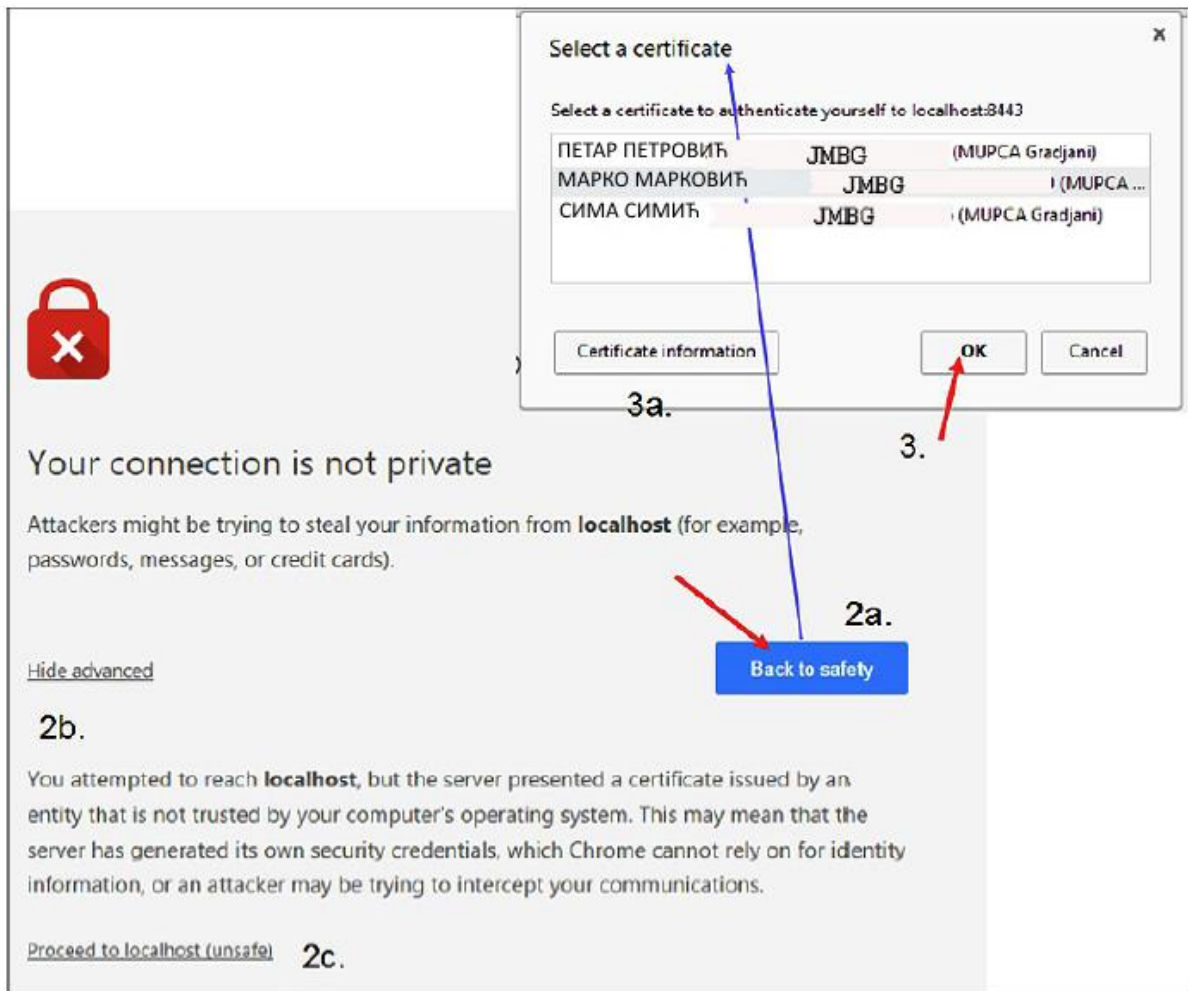 Select a certificate
x
Select a certificate to authenticate yourself to localhost:8443
ПЕТАР ПЕТРОВИЋ JMBG (MUPCA Gradjani)
МАРКО МАРКОВИЋ JMBG (MUPCA ...
СИМА СИМИЋ JMBG (MUPCA Gradjani)
Certificate information OK Cancel
3a.
3.
Your connection is not private
Attackers might be trying to steal your information from localhost (for example,
passwords, messages, or credit cards).
2a.
Hide advanced Back to safety
2b.
You attempted to reach localhost, but the server presented a certificate issued by an
entity that is not trusted by your computer's operating system. This may mean that the
server has generated its own security credentials, which Chrome cannot rely on for identity
information, or an attacker may be trying to intercept your communications.
Proceed to localhost (unsafe) 2c.